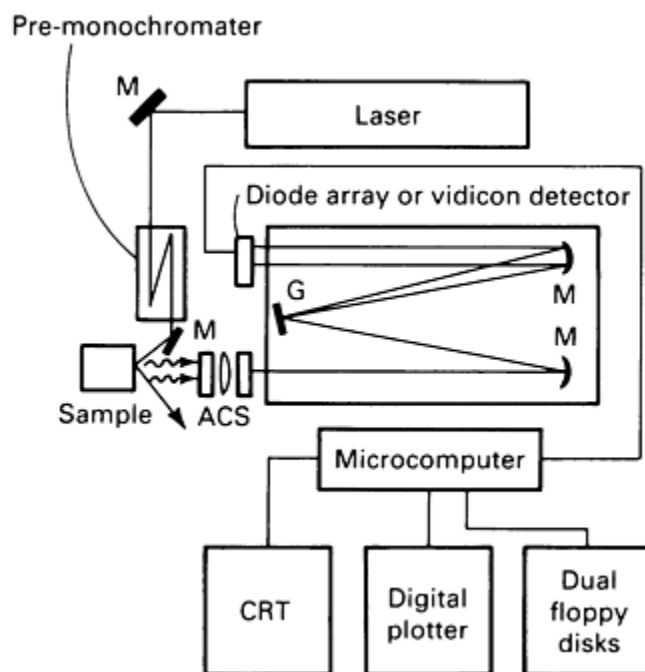 Pre-monochromater
M
Laser
Diode array or vidicon detector
G
M
M
M
Sample
ACS
Microcomputer
CRT
Digital
plotter
Dual
floppy
disks